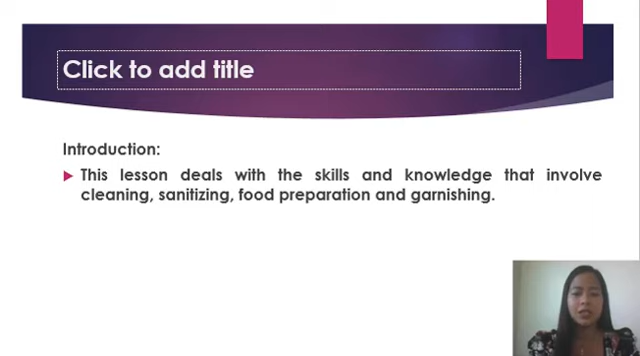 Click to add title
Introduction:
This lesson deals with the skills and knowledge that involve
cleaning, sanitizing, food preparation and garnishing.